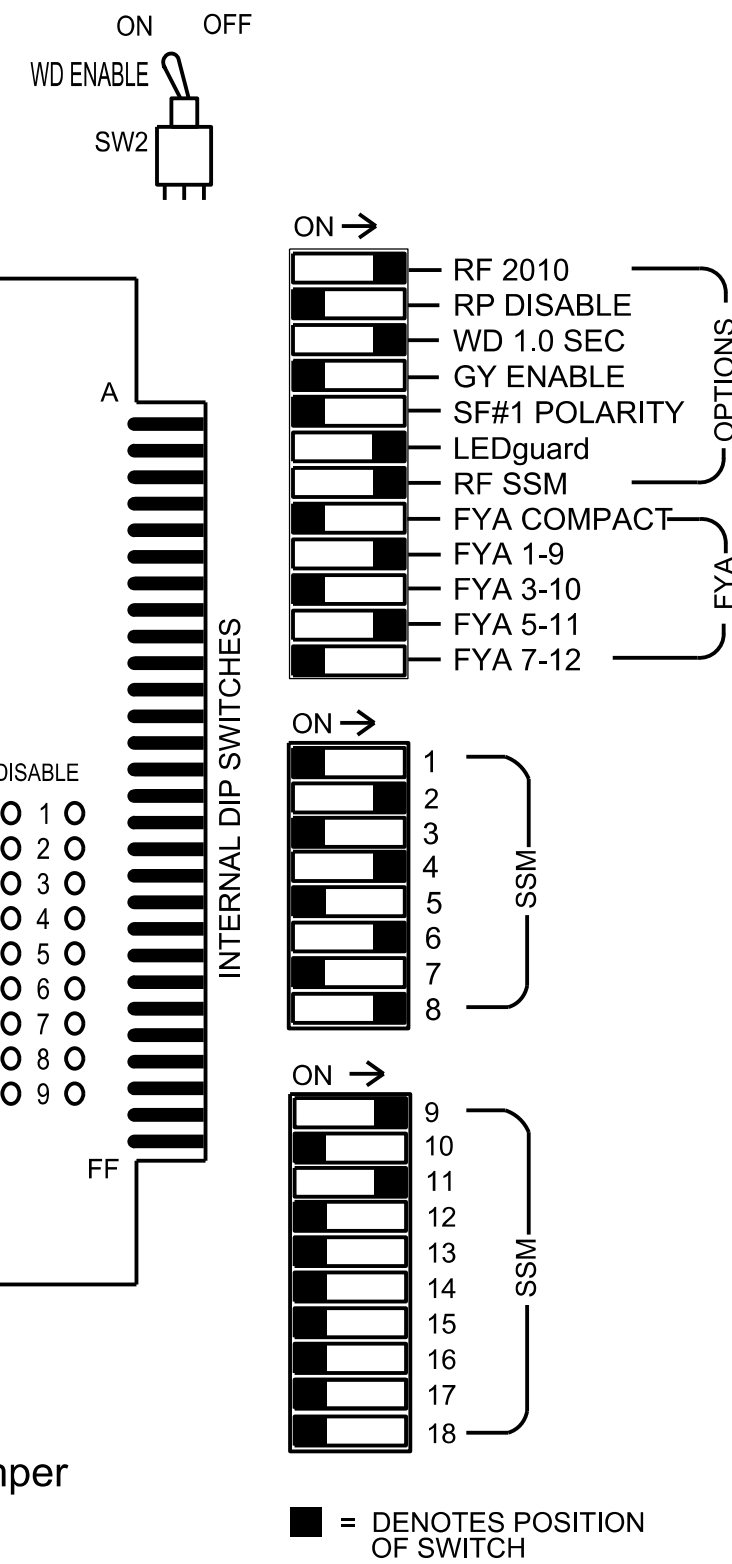 ON OFF
WD ENABLE
SW2
ON →
RF 2010
RP DISABLE
WD 1.0 SEC
GY ENABLE
SF#1 POLARITY
LEDguard
RF SSM
FYA COMPACT
FYA 1-9
FYA 3-10
FYA 5-11
FYA 7-12
OPTIONS
FYA
A
FF
INTERNAL DIP SWITCHES
1
2
3
4
5
6
7
8
9
ON →
1
2
3
4
5
6
7
8
SSM
ON →
9
10
11
12
13
14
15
16
17
18
SSM
= DENOTES POSITION
OF SWITCH